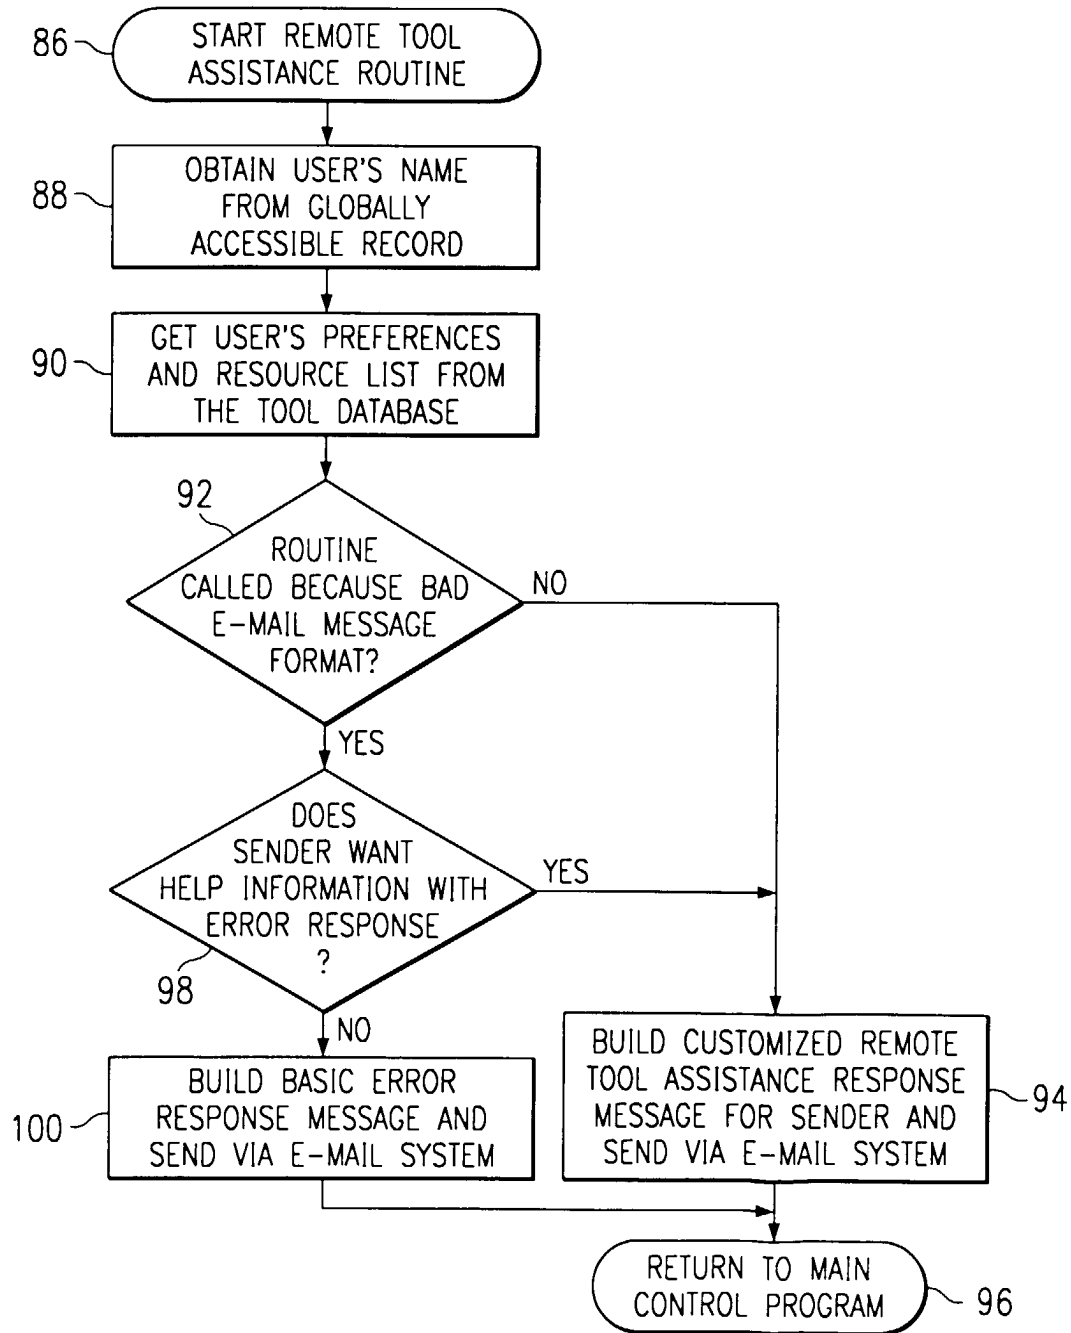 86
START REMOTE TOOL
ASSISTANCE ROUTINE
88
OBTAIN USER'S NAME
FROM GLOBALLY
ACCESSIBLE RECORD
90
GET USER'S PREFERENCES
AND RESOURCE LIST FROM
THE TOOL DATABASE
92
ROUTINE
CALLED BECAUSE BAD
E-MAIL MESSAGE
FORMAT?
NO
YES
DOES
SENDER WANT
HELP INFORMATION WITH
ERROR RESPONSE
?
YES
98
NO
100
BUILD BASIC ERROR
RESPONSE MESSAGE AND
SEND VIA E-MAIL SYSTEM
BUILD CUSTOMIZED REMOTE
TOOL ASSISTANCE RESPONSE
MESSAGE FOR SENDER AND
SEND VIA E-MAIL SYSTEM
94
RETURN TO MAIN
CONTROL PROGRAM
96